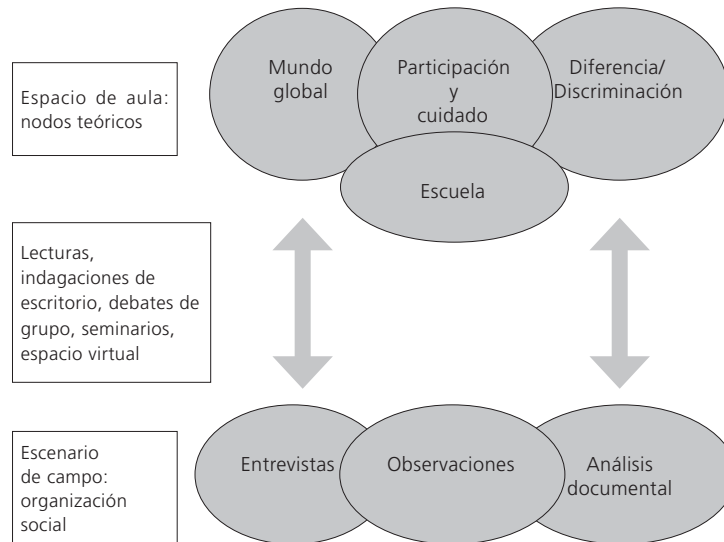 Espacio de aula:
nodos teóricos
Mundo
global
Participación
y
cuidado
Diferencia/
Discriminación
Escuela
Lecturas,
indagaciones de
escritorio, debates de
grupo, seminarios,
espacio virtual
Escenario
de campo:
organización
social
Entrevistas
Observaciones
Análisis
documental